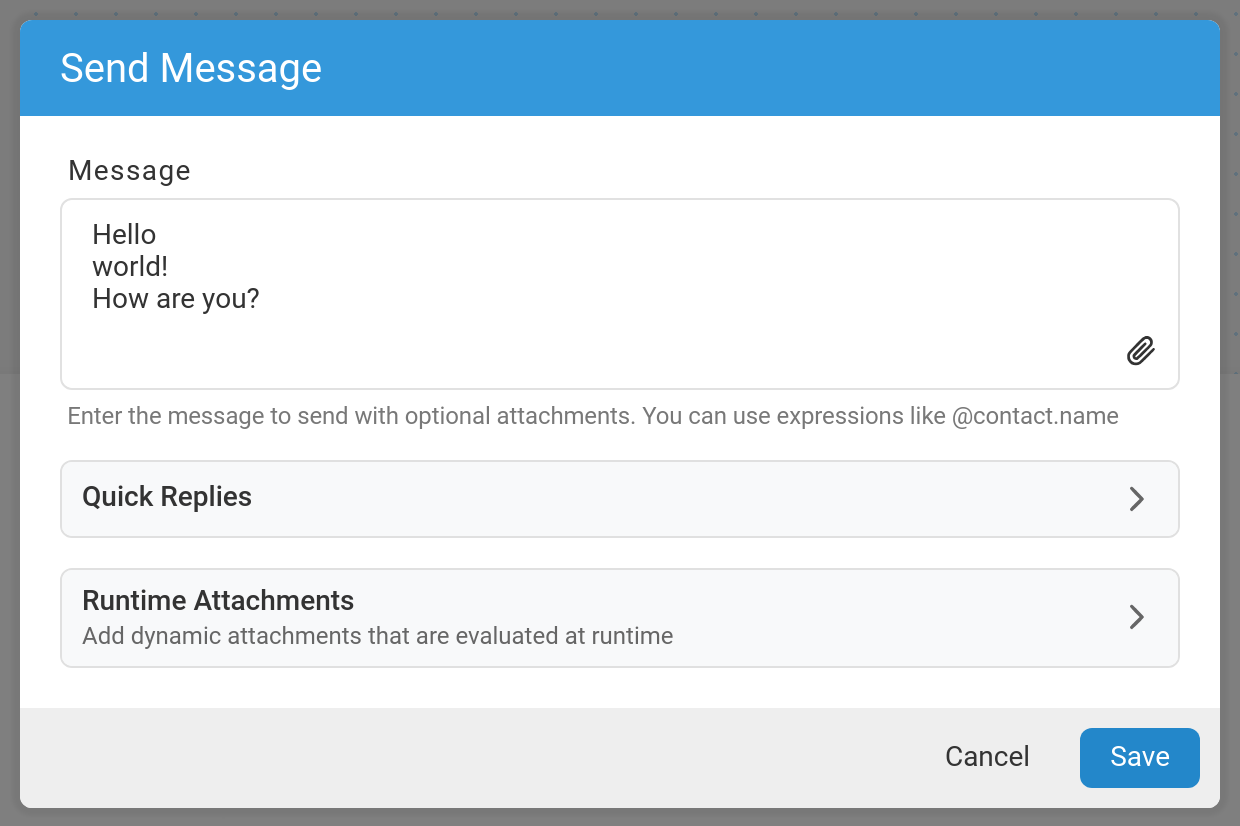 Send Message
Message
Hello
world!
How are you?
Enter the message to send with optional attachments. You can use expressions like @contact.name
Quick Replies
Runtime Attachments
Add dynamic attachments that are evaluated at runtime
Cancel
Save